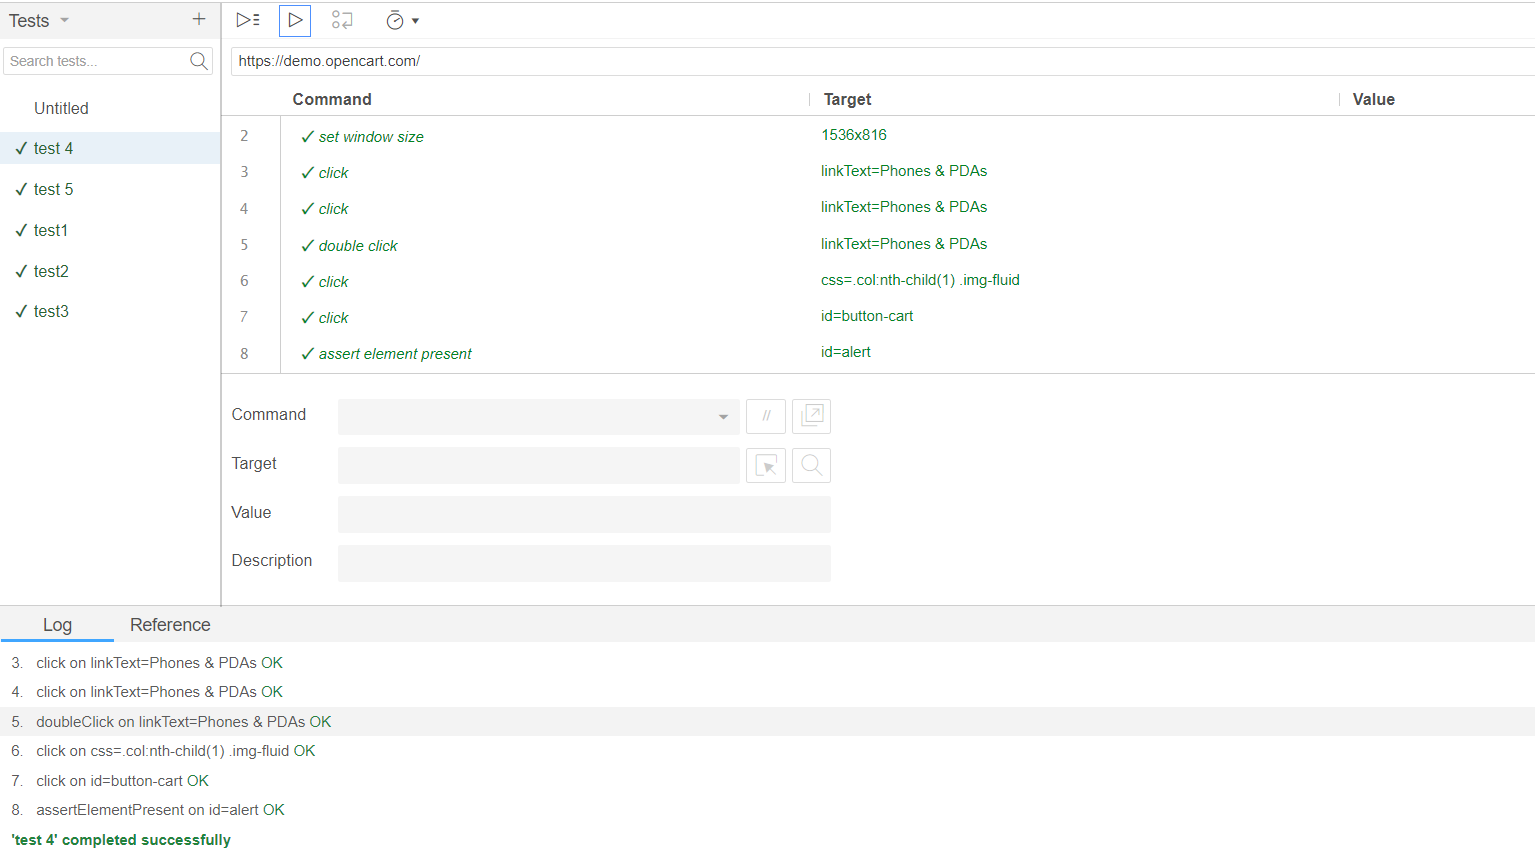 Tests
Search tests...
Untitled
✓ test 4
✓ test 5
✓ test1
✓ test2
✓ test3
https://demo.opencart.com/
Command Target Value
2 ✓ set window size 1536x816
3 ✓ click linkText=Phones & PDAs
4 ✓ click linkText=Phones & PDAs
5 ✓ double click linkText=Phones & PDAs
6 ✓ click css=.col:nth-child(1) .img-fluid
7 ✓ click id=button-cart
8 ✓ assert element present id=alert
Command //
Target
Value
Description
Log Reference
3. click on linkText=Phones & PDAs OK
4. click on linkText=Phones & PDAs OK
5. doubleClick on linkText=Phones & PDAs OK
6. click on css=.col:nth-child(1) .img-fluid OK
7. click on id=button-cart OK
8. assertElementPresent on id=alert OK
'test 4' completed successfully